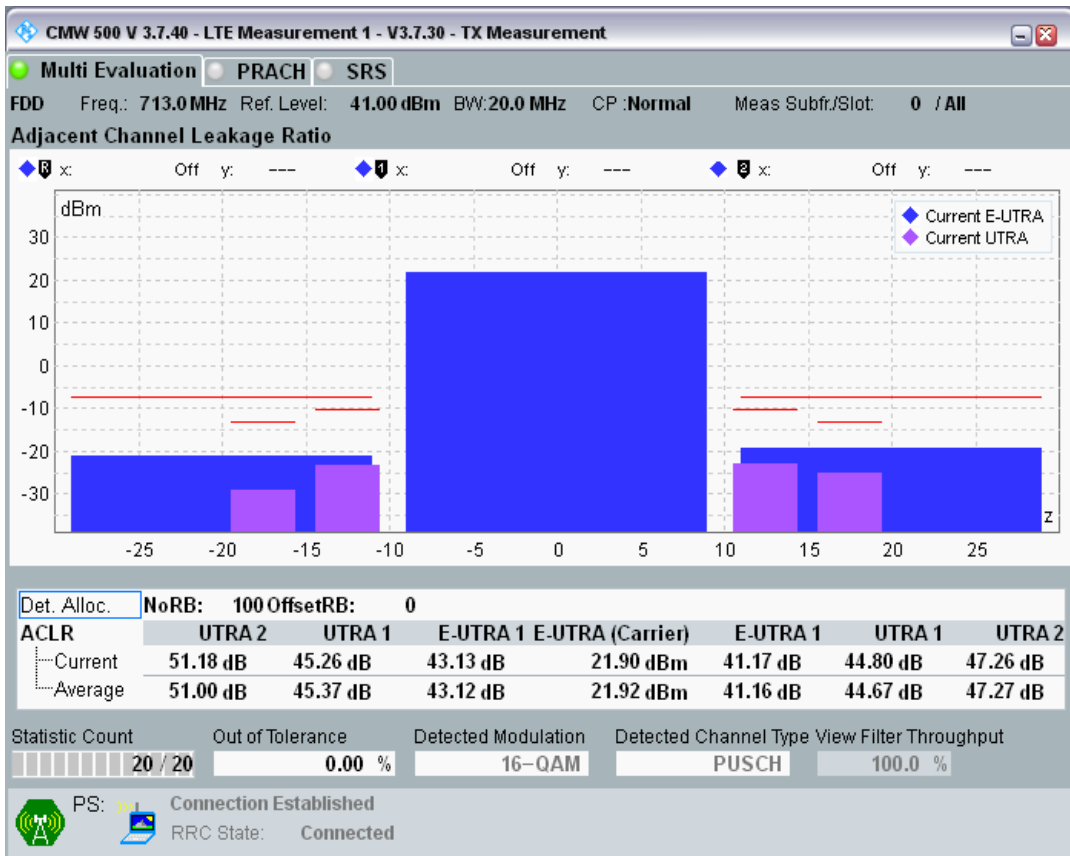 CMW 500 V 3.7.40 - LTE Measurement 1 - V3.7.30 - TX Measurement
Multi Evaluation PRACH SRS
FDD Freq.: 713.0 MHz Ref. Level: 41.00 dBm BW: 20.0 MHz CP : Normal Meas Subfr./Slot: 0 / All
Adjacent Channel Leakage Ratio
R x: Off y: --- 1 x: Off y: --- 2 x: Off y: ---
dBm
Current E-UTRA
Current UTRA
30
20
10
0
-10
-20
-30
z
-25 -20 -15 -10 -5 0 5 10 15 20 25
Det. Alloc. NoRB: 100 OffsetRB: 0
ACLR UTRA 2 UTRA 1 E-UTRA 1 E-UTRA (Carrier) E-UTRA 1 UTRA 1 UTRA 2
Current 51.18 dB 45.26 dB 43.13 dB 21.90 dBm 41.17 dB 44.80 dB 47.26 dB
Average 51.00 dB 45.37 dB 43.12 dB 21.92 dBm 41.16 dB 44.67 dB 47.27 dB
Statistic Count Out of Tolerance Detected Modulation Detected Channel Type View Filter Throughput
20 / 20 0.00 % 16-QAM PUSCH 100.0 %
PS: Connection Established
RRC State: Connected